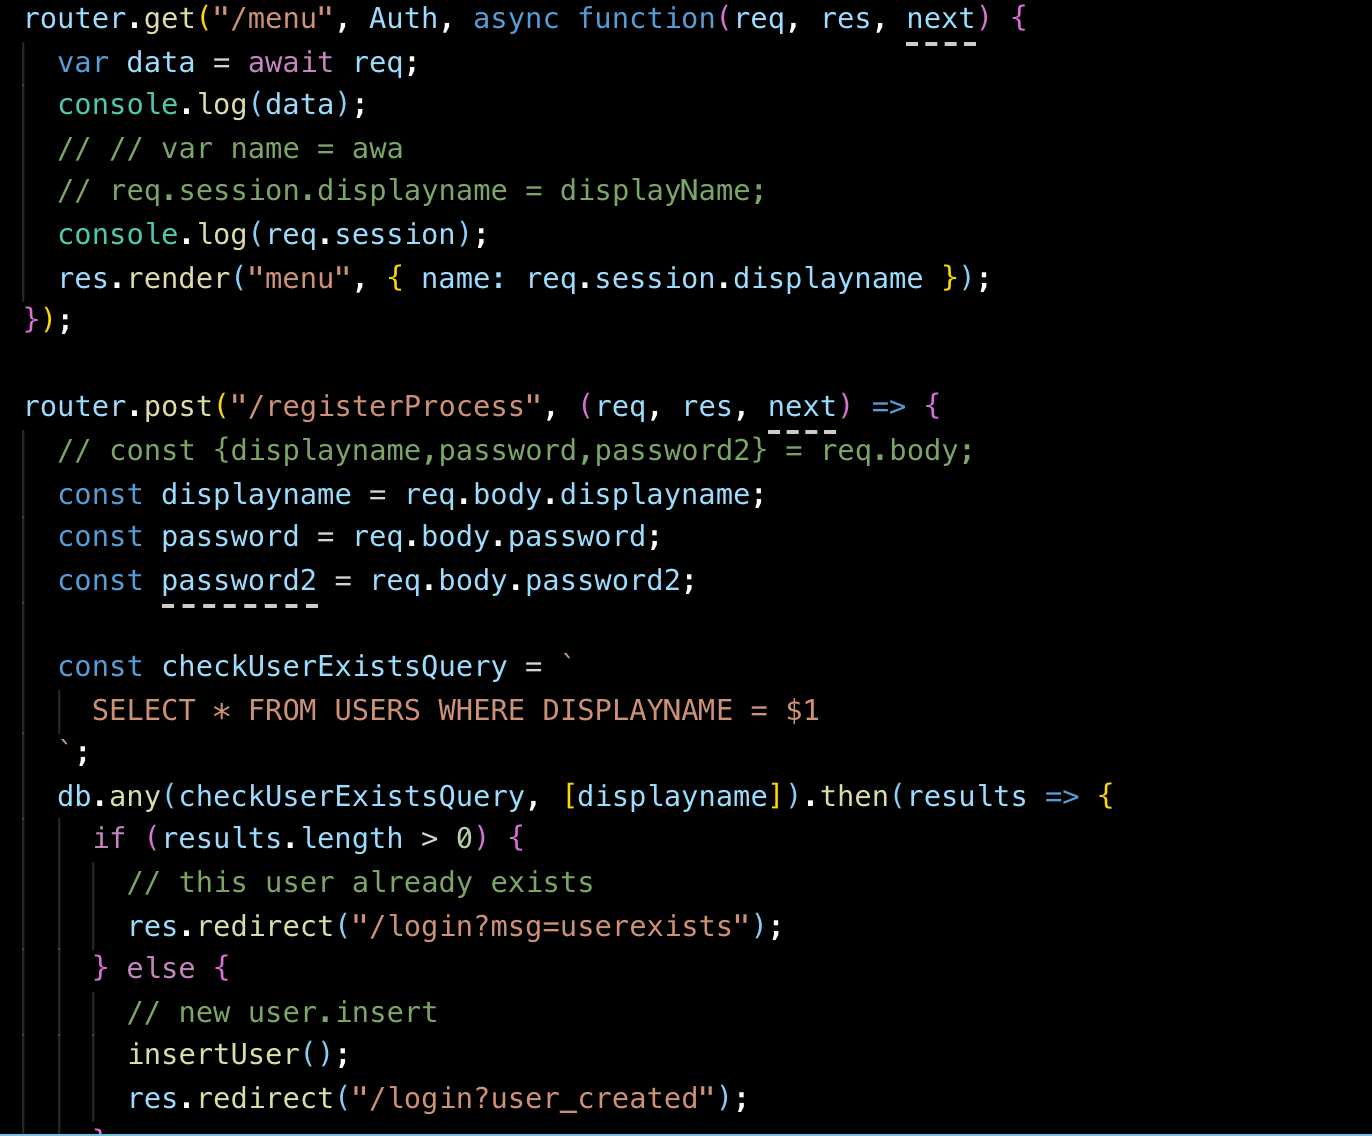 router.get("/menu", Auth, async function(req, res, next) {
  var data = await req;
  console.log(data);
  // // var name = awa
  // req.session.displayname = displayName;
  console.log(req.session);
  res.render("menu", { name: req.session.displayname });
});

router.post("/registerProcess", (req, res, next) => {
  // const {displayname,password,password2} = req.body;
  const displayname = req.body.displayname;
  const password = req.body.password;
  const password2 = req.body.password2;

  const checkUserExistsQuery = `
    SELECT * FROM USERS WHERE DISPLAYNAME = $1
  `;
  db.any(checkUserExistsQuery, [displayname]).then(results => {
    if (results.length > 0) {
      // this user already exists
      res.redirect("/login?msg=userexists");
    } else {
      // new user.insert
      insertUser();
      res.redirect("/login?user_created");
    }